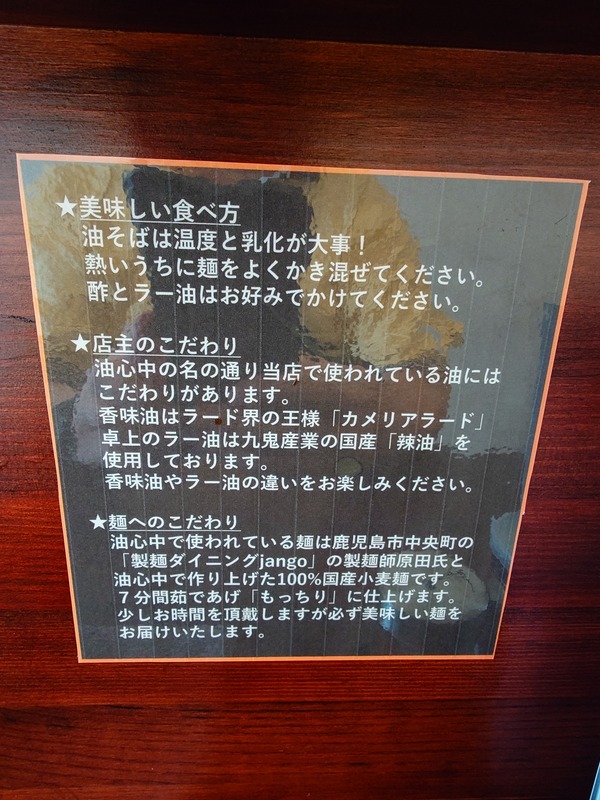 ★美味しい食べ方
油そばは温度と乳化が大事！
熱いうちに麺をよくかき混ぜてください。
酢とラー油はお好みでかけてください。
★店主のこだわり
油心中の名の通り当店で使われている油には
こだわりがあります。
香味油はラード界の王様「カメリアラード」
卓上のラー油は九鬼産業の国産「辣油」を
使用しております。
香味油やラー油の違いをお楽しみください。
★麺へのこだわり
油心中で使われている麺は鹿児島市中央町の
「製麺ダイニングjango」の製麺師原田氏と
油心中で作り上げた100%国産小麦麺です。
７分間茹であげ「もっちり」に仕上げます。
少しお時間を頂戴しますが必ず美味しい麺を
お届けいたします。